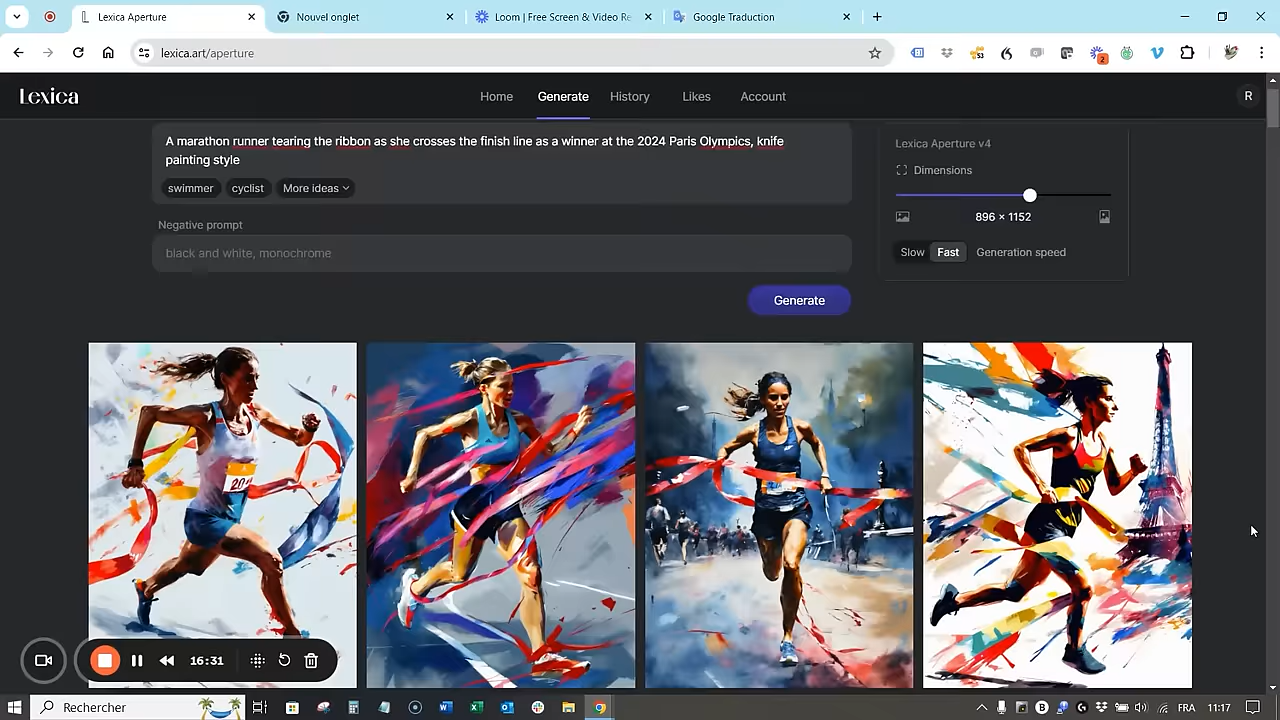 Lexica Aperture
Nouvel onglet
Loom | Free Screen & Video Re
Google Traduction
lexica.art/aperture
2
Lexica
Home
Generate
History
Likes
Account
R
A marathon runner tearing the ribbon as she crosses the finish line as a winner at the 2024 Paris Olympics, knife
painting style
swimmer
cyclist
More ideas
Negative prompt
black and white, monochrome
Lexica Aperture v4
Dimensions
896 × 1152
Slow
Fast
Generation speed
Generate
16:31
Rechercher
FRA
11:17